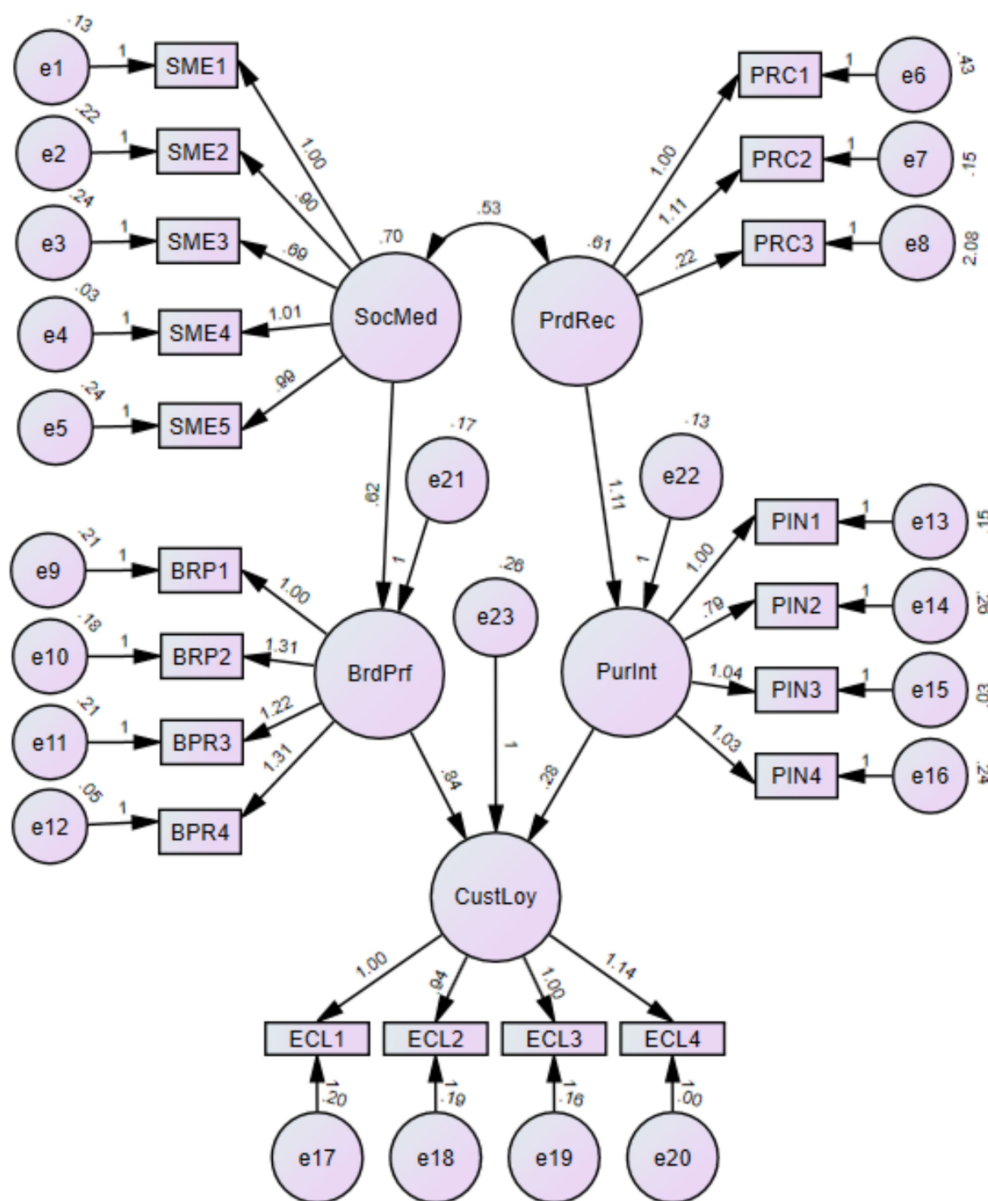 .13
e1
1
SME1
.43
PRC1
1
e6
.22
e2
1
SME2
1.00
1.00
PRC2
1
e7
.15
.24
e3
1
SME3
.90
.53
1.11
.69
.70
.61
.22
PRC3
1
e8
2.08
.03
e4
1
SME4
1.01
SocMed
PrdRec
.24
e5
1
SME5
.99
.17
e21
.13
e22
.62
1.11
.21
e9
1
BRP1
1
.26
e23
1
PIN1
1
e13
.15
1.00
1.00
.18
e10
1
BRP2
1.31
BrdPrf
PurInt
.79
PIN2
1
e14
.26
.21
e11
1
BPR3
1.22
1.04
PIN3
1
e15
.03
.05
e12
1
BPR4
1.31
.84
1
.28
1.03
PIN4
1
e16
.24
CustLoy
1.00
.94
1.00
1.14
ECL1
ECL2
ECL3
ECL4
1
1
1
1
.20
.19
.16
.00
e17
e18
e19
e20